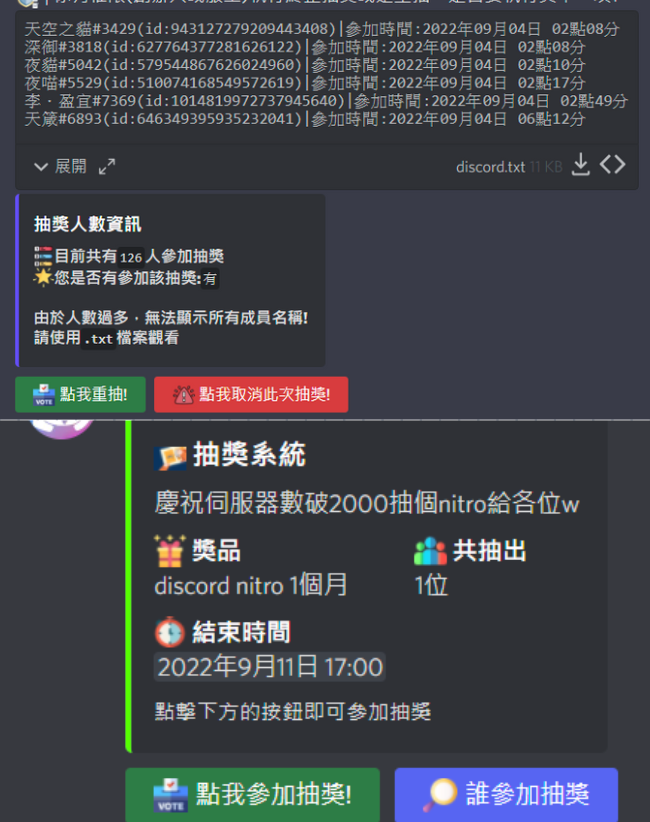 天空之貓#3429(id:943127279209443408)|參加時間:2022年09月04日 02點08分
深御#3818(id:627764377281626122)|參加時間:2022年09月04日 02點08分
夜貓#5042(id:579544867626024960)|參加時間:2022年09月04日 02點10分
夜喵#5529(id:510074168549572619)|參加時間:2022年09月04日 02點17分
李·盈宜#7369(id:1014819972737945640)|參加時間:2022年09月04日 02點49分
天箴#6893(id:646349395935232041)|參加時間:2022年09月04日 06點12分
展開 discord.txt 11 KB
抽獎人數資訊
目前共有126人參加抽獎
您是否有參加該抽獎:有
由於人數過多,無法顯示所有成員名稱!
請使用.txt檔案觀看
VOTE 點我重抽! 點我取消此次抽獎!
抽獎系統
慶祝伺服器數破2000抽個nitro給各位w
獎品 共抽出
discord nitro 1個月 1位
結束時間
2022年9月11日 17:00
點擊下方的按鈕即可參加抽獎
VOTE 點我參加抽獎! 誰參加抽獎